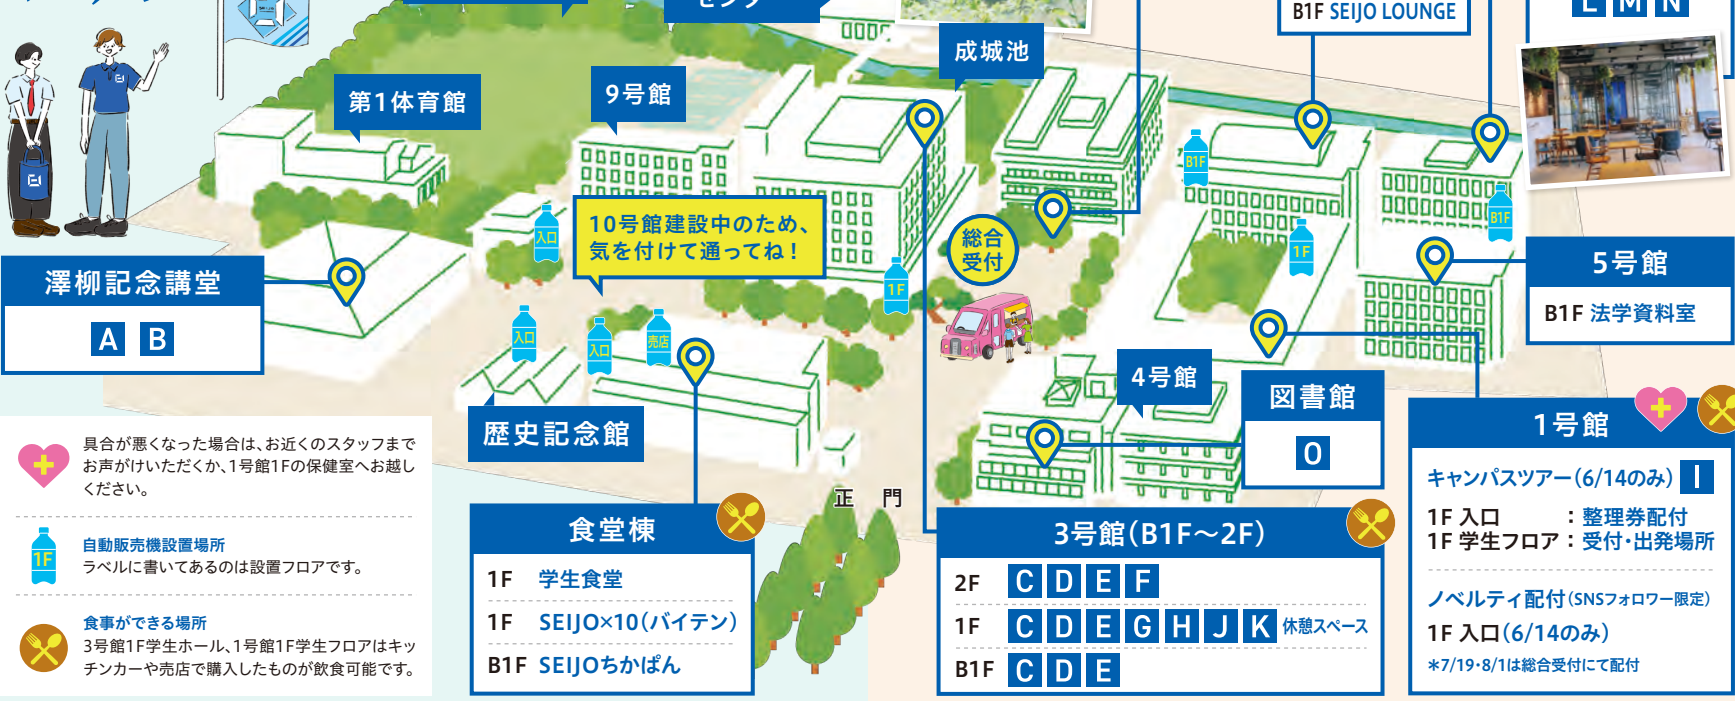 センター
B1F SEIJO LOUNGE
L M N
成城池
9号館
第1体育館
B1F
10号館建設中のため、
気を付けて通ってね！
入口
総合
受付
1F
B1F
1F
澤柳記念講堂
A B
5号館
B1F 法学資料室
入口
入口
売店
4号館
図書館
O
歴史記念館
正 門
具合が悪くなった場合は、お近くのスタッフまで
お声がけいただくか、1号館1Fの保健室へお越し
ください。
1F
自動販売機設置場所
ラベルに書いてあるのは設置フロアです。
食事ができる場所
3号館1F学生ホール、1号館1F学生フロアはキッ
チンカーや売店で購入したものが飲食可能です。
食堂棟
1F 学生食堂
1F SEIJO×10（バイテン）
B1F SEIJOちかぱん
3号館（B1F～2F）
2F C D E F
1F C D E G H J K 休憩スペース
B1F C D E
1号館
キャンパスツアー（6/14のみ） I
1F 入口 ：整理券配付
1F 学生フロア：受付・出発場所
ノベルティ配付（SNSフォロワー限定）
1F 入口（6/14のみ）
＊7/19・8/1は総合受付にて配付